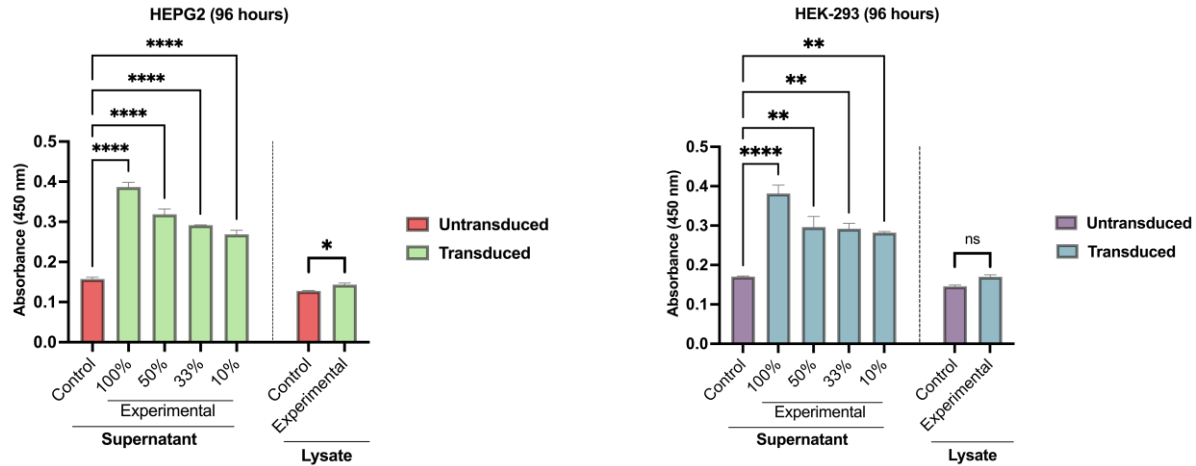 HEPG2 (96 hours)
****
****
****
****
*
Absorbance (450 nm)
0.5
0.4
0.3
0.2
0.1
0.0
Control
100%
50%
33%
10%
Control
Experimental
Experimental
Supernatant
Lysate
Untransduced
Transduced
HEK-293 (96 hours)
**
**
**
****
ns
Absorbance (450 nm)
0.5
0.4
0.3
0.2
0.1
0.0
Control
100%
50%
33%
10%
Control
Experimental
Experimental
Supernatant
Lysate
Untransduced
Transduced